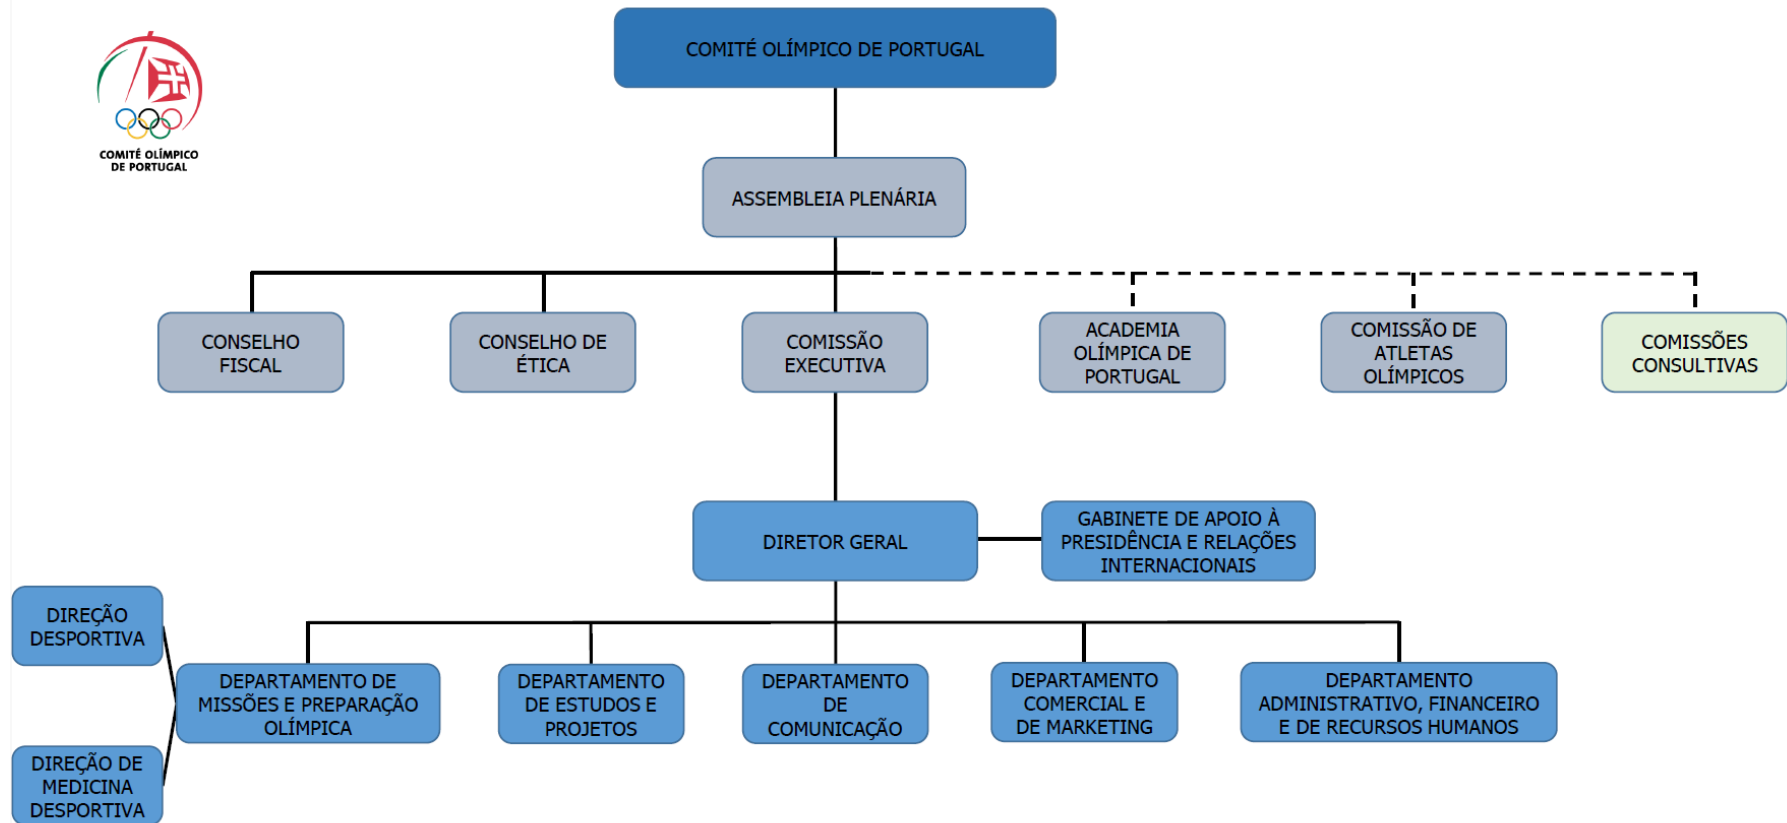 COMITÉ OLÍMPICO
DE PORTUGAL
COMITÉ OLÍMPICO DE PORTUGAL
ASSEMBLEIA PLENÁRIA
CONSELHO
FISCAL
CONSELHO DE
ÉTICA
COMISSÃO
EXECUTIVA
ACADEMIA
OLÍMPICA DE
PORTUGAL
COMISSÃO DE
ATLETAS
OLÍMPICOS
COMISSÕES
CONSULTIVAS
DIRETOR GERAL
GABINETE DE APOIO À
PRESIDÊNCIA E RELAÇÕES
INTERNACIONAIS
DIREÇÃO
DESPORTIVA
DIREÇÃO DE
MEDICINA
DESPORTIVA
DEPARTAMENTO DE
MISSÕES E PREPARAÇÃO
OLÍMPICA
DEPARTAMENTO
DE ESTUDOS E
PROJETOS
DEPARTAMENTO
DE
COMUNICAÇÃO
DEPARTAMENTO
COMERCIAL E
DE MARKETING
DEPARTAMENTO
ADMINISTRATIVO, FINANCEIRO
E DE RECURSOS HUMANOS